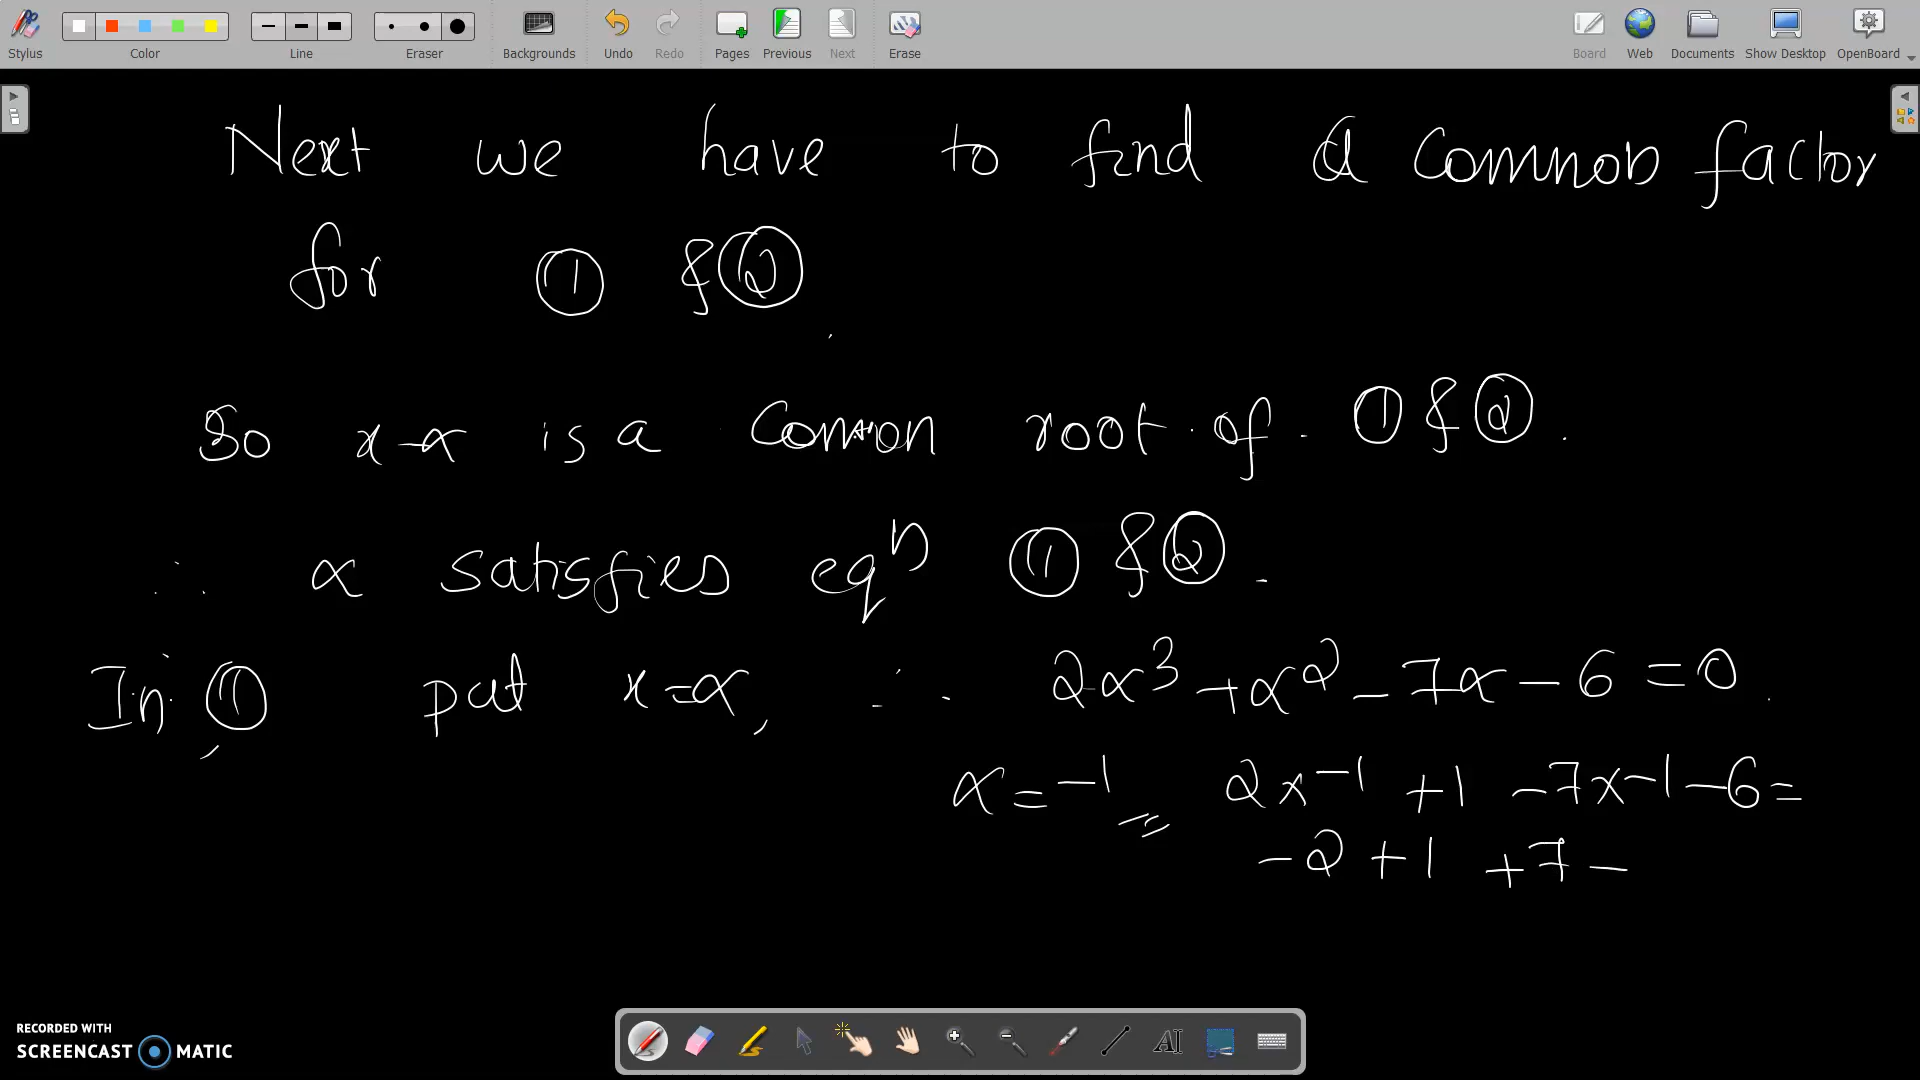 Stylus Color Line Eraser Backgrounds Undo Redo Pages Previous Next Erase Board Web Documents Show Desktop OpenBoard
Next we have to find a common factor
for ① & ②
So x-α is a common root of ① & ②.
∴ α satisfies eqⁿ ① & ②.
In ①, put x=α, ∴ 2α³+α²-7α-6=0.
α=-1 2x-1 +1 -7x-1-6=
-2 +1 +7 -
RECORDED WITH
SCREENCAST MATIC